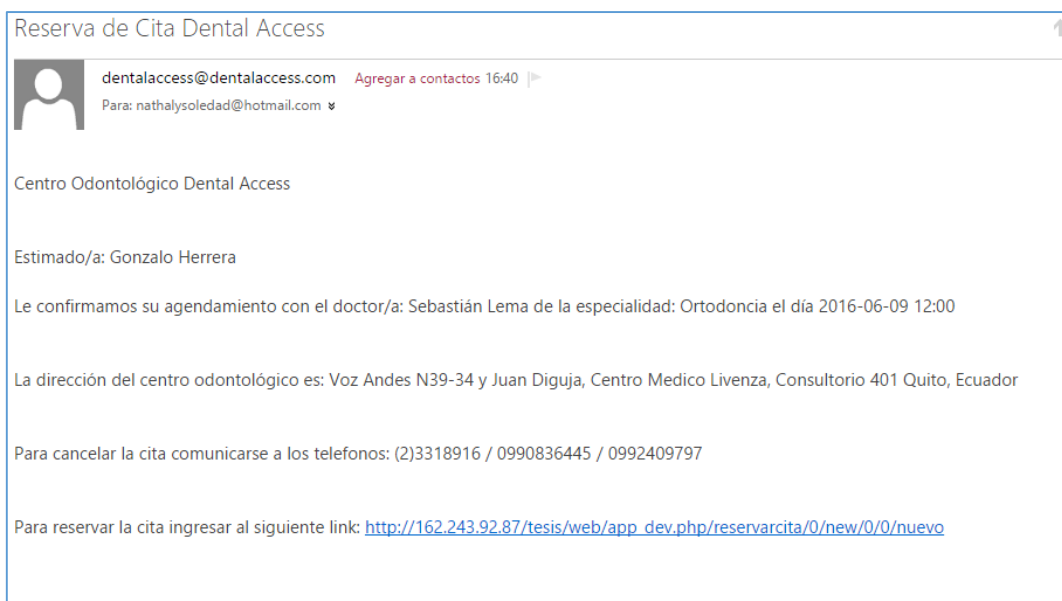 Reserva de Cita Dental Access
dentalaccess@dentalaccess.com Agregar a contactos 16:40
Para: nathalysoledad@hotmail.com
Centro Odontológico Dental Access
Estimado/a: Gonzalo Herrera
Le confirmamos su agendamiento con el doctor/a: Sebastián Lema de la especialidad: Ortodoncia el día 2016-06-09 12:00
La dirección del centro odontológico es: Voz Andes N39-34 y Juan Diguja, Centro Medico Livenza, Consultorio 401 Quito, Ecuador
Para cancelar la cita comunicarse a los telefonos: (2)3318916 / 0990836445 / 0992409797
Para reservar la cita ingresar al siguiente link: http://162.243.92.87/tesis/web/app_dev.php/reservarcita/0/new/0/0/nuevo